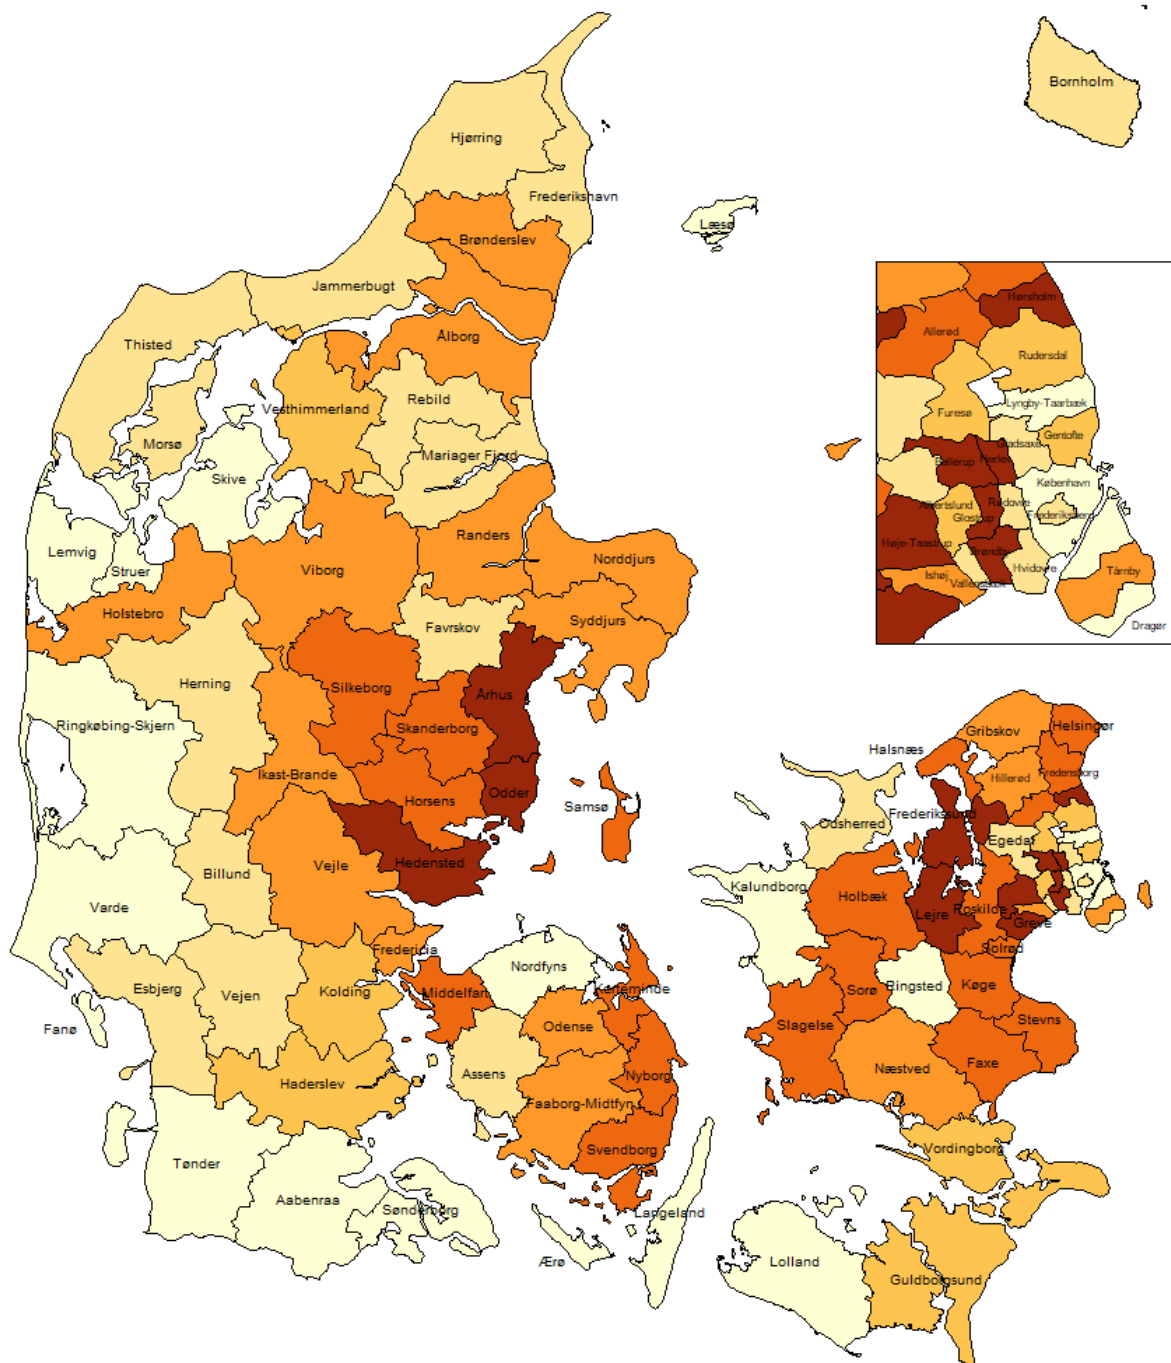 Bornholm
Hjørring
Frederikshavn
Læsø
Brønderslev
Jammerbugt
Ålborg
Thisted
Hørsholm
Allerød
Rudersdal
Rebild
Vesthimmerland
Lyngby-Taarbæk
Furesø
Gentofte
Gladsaxe
Morsø
Mariager Fjord
Ballerup
Herlev
Skive
København
Albertslund
Rødovre
Frederiksberg
Glostrup
Randers
Høje-Taastrup
Lemvig
Brøndby
Norddjurs
Struer
Viborg
Hvidovre
Ishøj
Tårnby
Vallensbæk
Holstebro
Syddjurs
Favrskov
Dragør
Herning
Silkeborg
Århus
Ringkøbing-Skjern
Skanderborg
Gribskov
Helsingør
Halsnæs
Ikast-Brande
Hillerød
Fredensborg
Horsens
Odder
Samsø
Frederikssund
Odsherred
Egedal
Hedensted
Vejle
Billund
Kalundborg
Holbæk
Varde
Lejre
Roskilde
Greve
Fredericia
Solrød
Nordfyns
Esbjerg
Vejen
Kolding
Middelfart
Kerteminde
Sorø
Ringsted
Køge
Fanø
Slagelse
Stevns
Odense
Næstved
Faxe
Haderslev
Assens
Nyborg
Faaborg-Midtfyn
Vordingborg
Svendborg
Tønder
Aabenraa
Sønderborg
Langeland
Ærø
Lolland
Guldborgsund